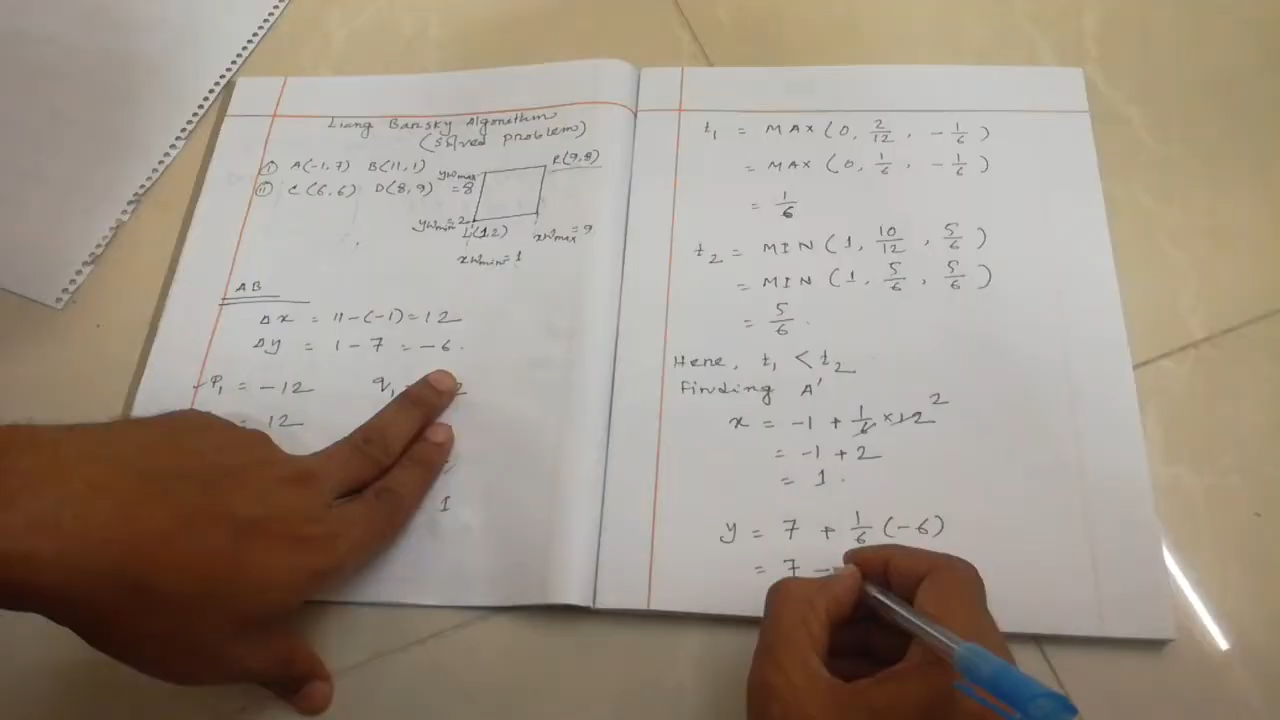 Liang Barsky Algorithm
(Solved Problem)
(i) A(-1,7) B(11,1)
(ii) C(6,6) D(8,9)
R(9,8)
ywmax
=8
ywmin=2
L(1 2)
xwmax=9
xwmin=1
AB
Δx = 11-(-1)=12
Δy = 1-7 = -6.
P1 = -12 q1 = 2
= 12
1
t1 = MAX(0, 2/12, -1/6)
= MAX(0, 1/6, -1/6)
= 1/6
t2 = MIN(1, 10/12, 5/6)
= MIN(1, 5/6, 5/6)
= 5/6.
Here, t1 < t2
Finding A'
x = -1 + 1/6 × 12 2
= -1 + 2
= 1.
y = 7 + 1/6 (-6)
= 7 -